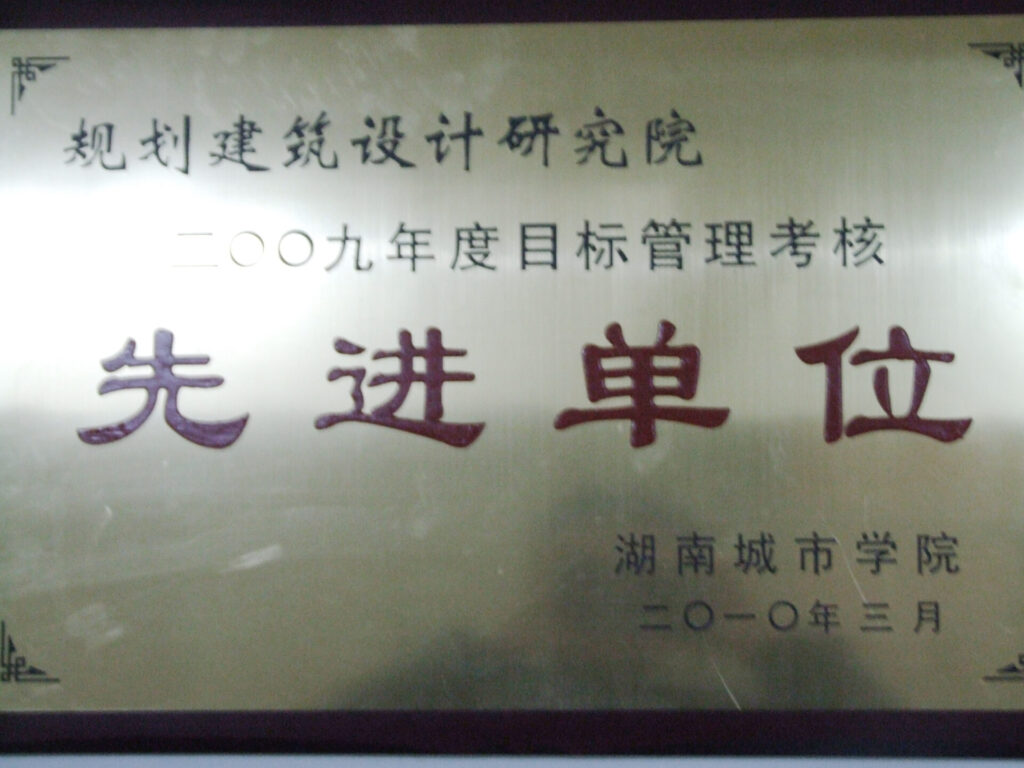 规划建筑设计研究院
二〇〇九年度目标管理考核
先进单位
湖南城市学院
二〇一〇年三月